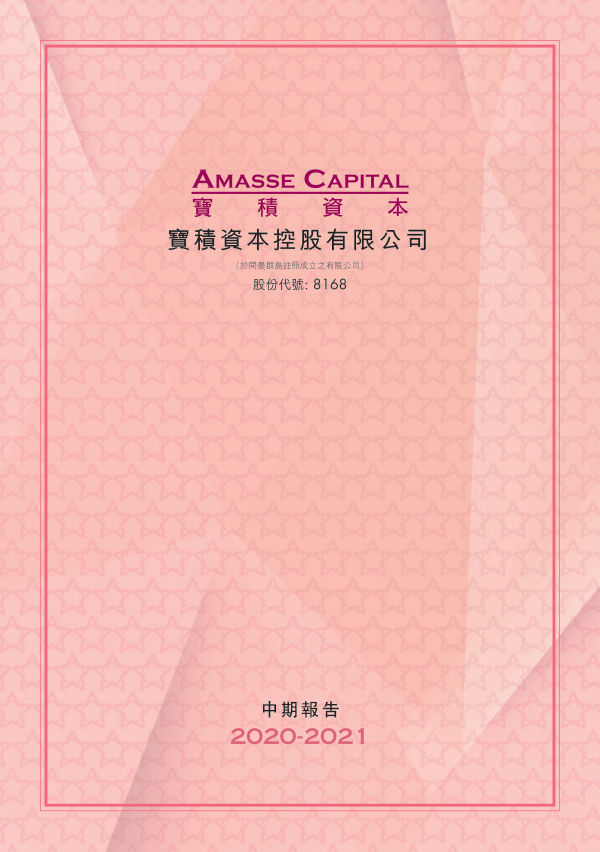 AMASSE CAPITAL
寶積資本
寶積資本控股有限公司
（於開曼群島註冊成立之有限公司）
股份代號: 8168
中期報告
2020-2021